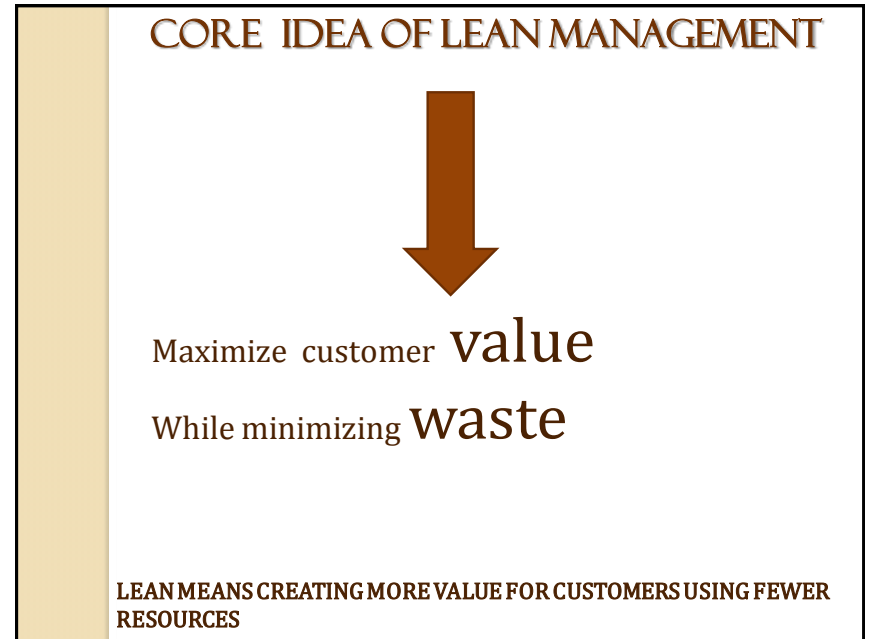 CORE IDEA OF LEAN MANAGEMENT
Maximize customer value
While minimizing waste
LEAN MEANS CREATING MORE VALUE FOR CUSTOMERS USING FEWER
RESOURCES